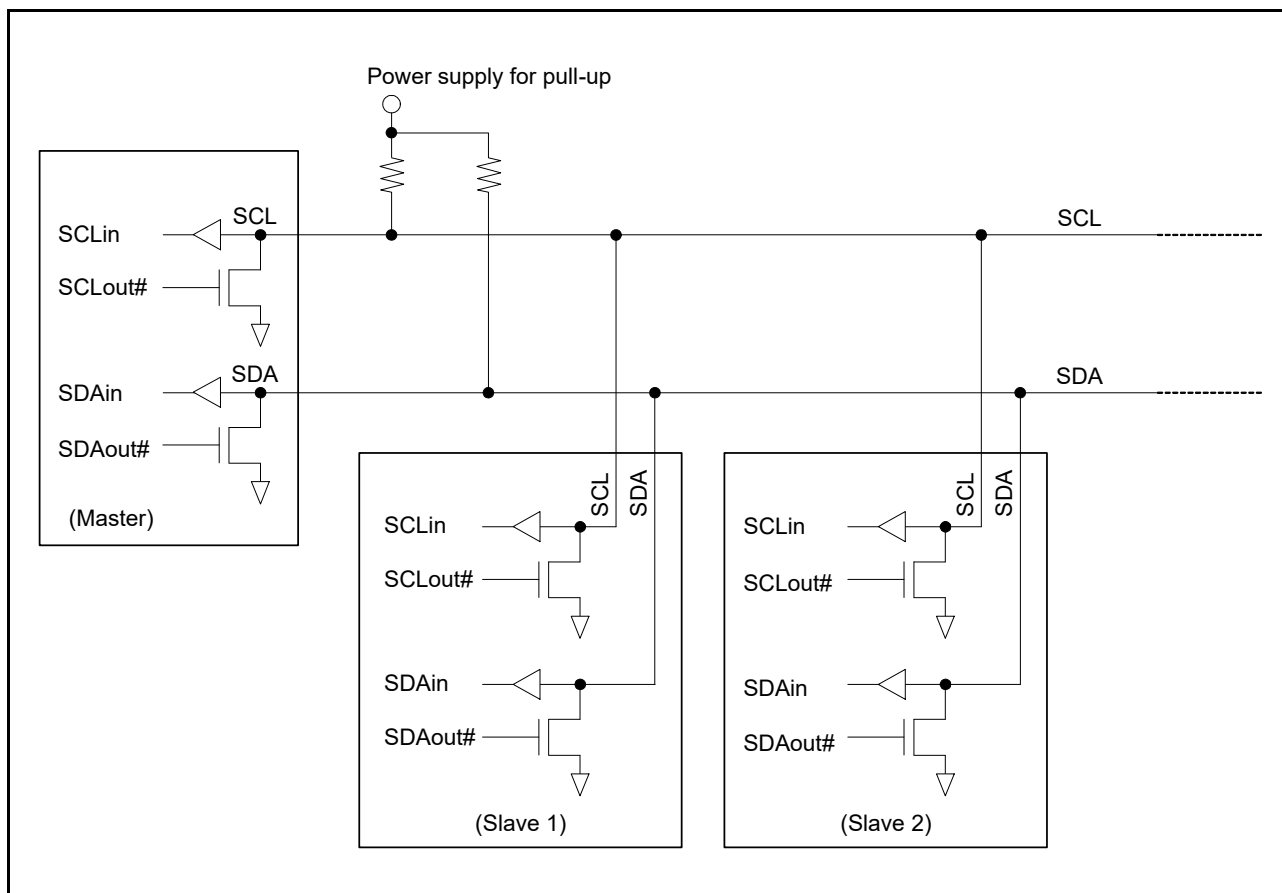 Power supply for pull-up
SCL
SCLin
SCLout#
SDA
SDAin
SDAout#
(Master)
SCL
SDA
SCL
SDA
SCLin
SCLout#
SDAin
SDAout#
(Slave 1)
SCL
SDA
SCLin
SCLout#
SDAin
SDAout#
(Slave 2)